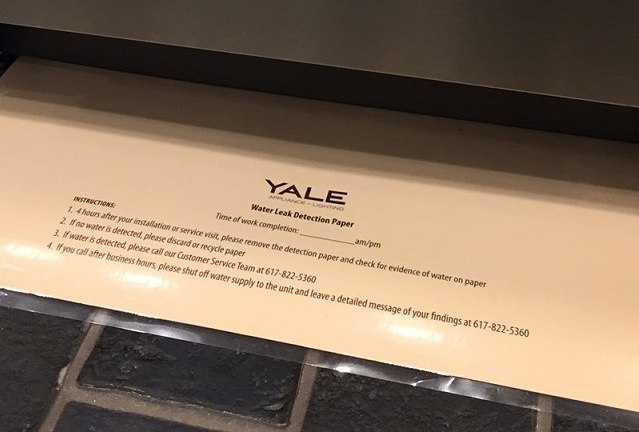 YALE
APPLIANCE + LIGHTING
Water Leak Detection Paper
Time of work completion:____________am/pm
INSTRUCTIONS:
1. 4 hours after your installation or service visit, please remove the detection paper and check for evidence of water on paper
2. If no water is detected, please discard or recycle paper
3. If water is detected, please call our Customer Service Team at 617-822-5360
4. If you call after business hours, please shut off water supply to the unit and leave a detailed message of your findings at 617-822-5360